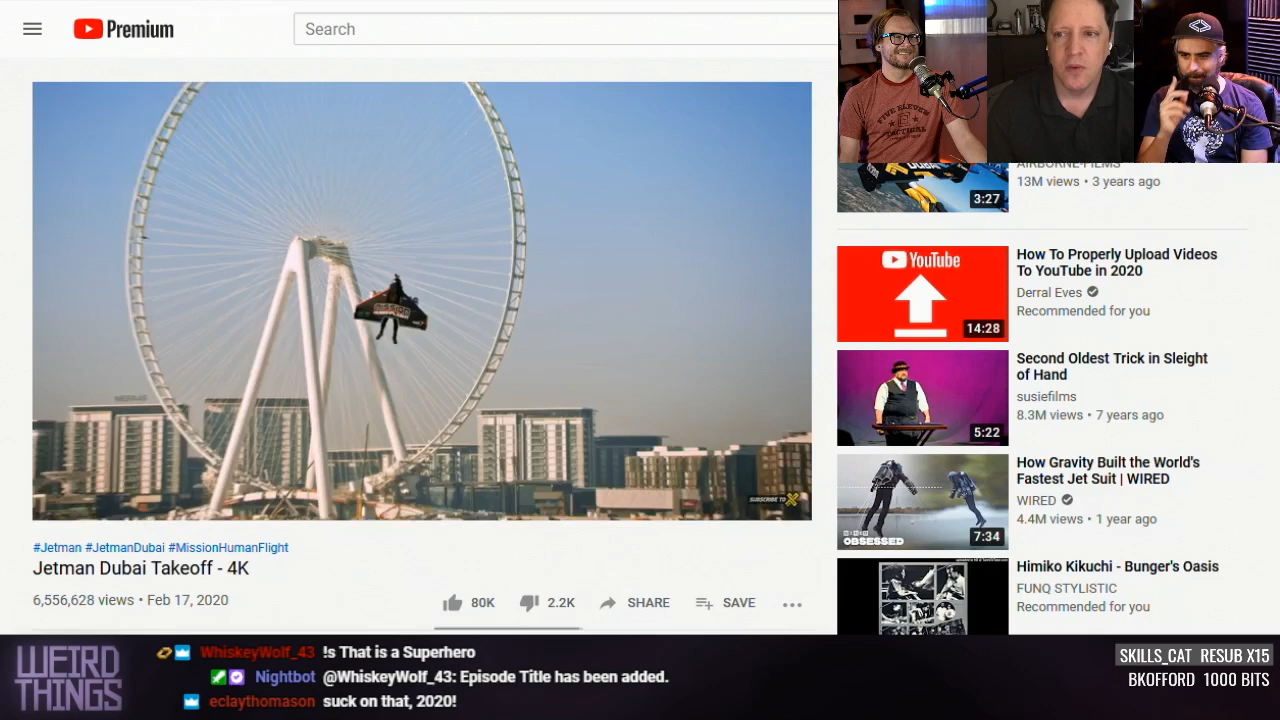 Premium
Search
FIVE ELEVEN
TACTICAL
AIRBORNE FILMS
13M views • 3 years ago
3:27
SUBSCRIBE TO
#Jetman #JetmanDubai #MissionHumanFlight
Jetman Dubai Takeoff - 4K
6,556,628 views • Feb 17, 2020
80K
2.2K
SHARE
SAVE
YouTube
14:28
How To Properly Upload Videos
To YouTube in 2020
Derral Eves
Recommended for you
5:22
Second Oldest Trick in Sleight
of Hand
susiefilms
8.3M views • 7 years ago
WIRED
OBSESSED
7:34
How Gravity Built the World's
Fastest Jet Suit | WIRED
WIRED
4.4M views • 1 year ago
Himiko Kikuchi - Bunger's Oasis
FUNQ STYLISTIC
Recommended for you
WEIRD
THINGS
WhiskeyWolf_43 !s That is a Superhero
Nightbot @WhiskeyWolf_43: Episode Title has been added.
eclaythomason suck on that, 2020!
SKILLS_CAT RESUB X15
BKOFFORD 1000 BITS